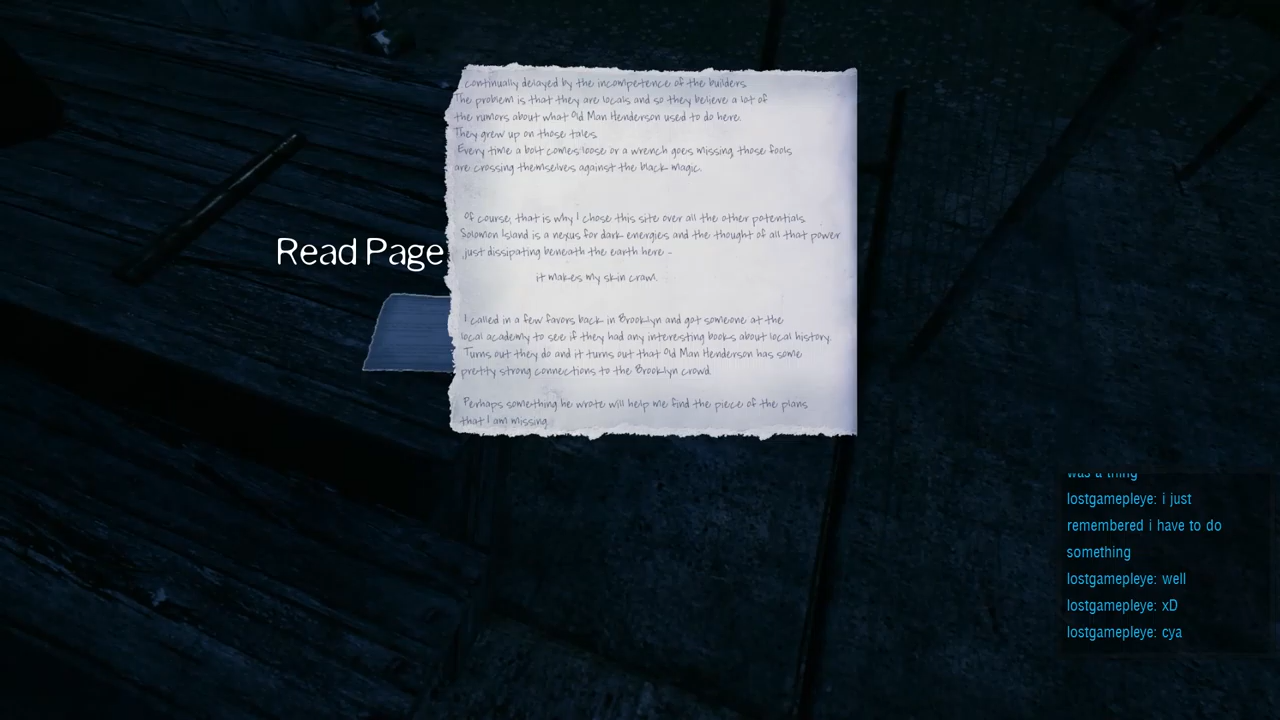 continually delayed by the incompetence of the builders.
The problem is that they are locals and so they believe a lot of
the rumors about what Old Man Henderson used to do here.
They grew up on those tales.
Every time a bolt comes loose or a wrench goes missing, those fools
are crossing themselves against the black magic.
Of course, that is why I chose this site over all the other potentials.
Solomon Island is a nexus for dark energies and the thought of all that power
just dissipating beneath the earth here -
it makes my skin crawl.
I called in a few favors back in Brooklyn and got someone at the
local academy to see if they had any interesting books about local history.
Turns out they do and it turns out that Old Man Henderson has some
pretty strong connections to the Brooklyn crowd.
Perhaps something he wrote will help me find the piece of the plans
that I am missing.
Read Page
was a thing
lostgamepleye: i just
remembered i have to do
something
lostgamepleye: well
lostgamepleye: xD
lostgamepleye: cya